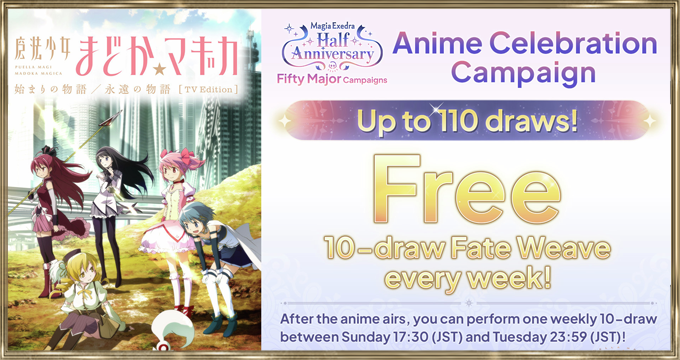 魔法少女
まどか☆マギカ
PUELLA MAGI
MADOKA MAGICA
始まりの物語／永遠の物語 [TV Edition]
Magia Exedra
Half
Anniversary
Fifty Major Campaigns
Anime Celebration
Campaign
Up to 110 draws!
Free
10-draw Fate Weave
every week!
After the anime airs, you can perform one weekly 10-draw
between Sunday 17:30 (JST) and Tuesday 23:59 (JST)!